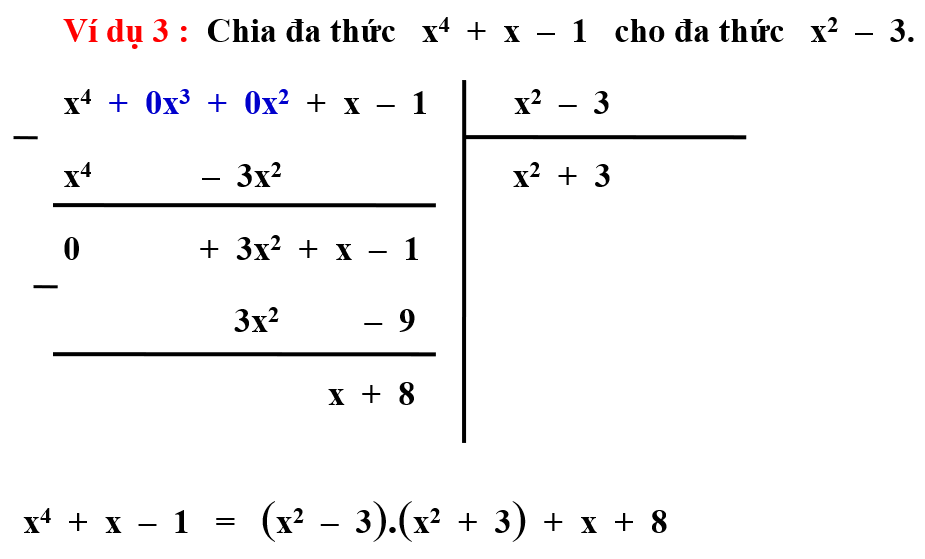 Ví dụ 3 : Chia đa thức x⁴ + x – 1 cho đa thức x² – 3.
x⁴ + 0x³ + 0x² + x – 1 x² – 3
–
x⁴ – 3x² x² + 3
0 + 3x² + x – 1
–
3x² – 9
x + 8
x⁴ + x – 1 = (x² – 3).(x² + 3) + x + 8